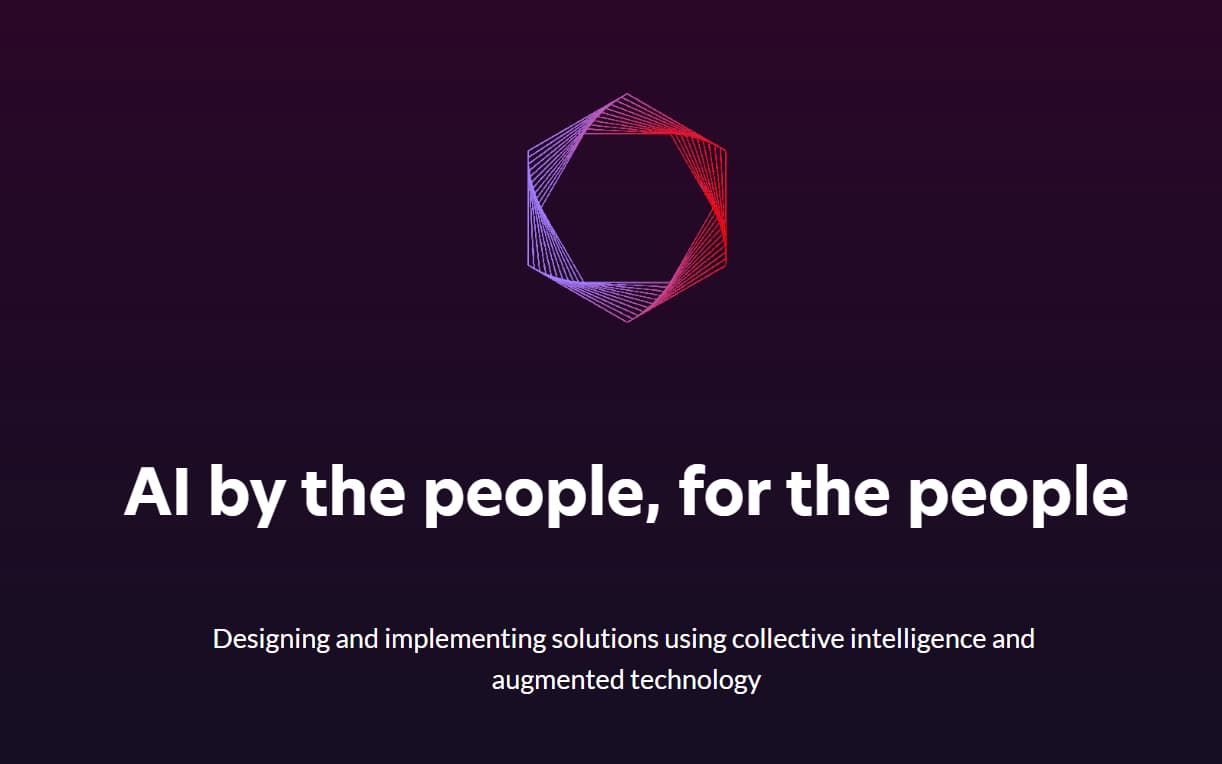 AI by the people, for the people
Designing and implementing solutions using collective intelligence and
augmented technology